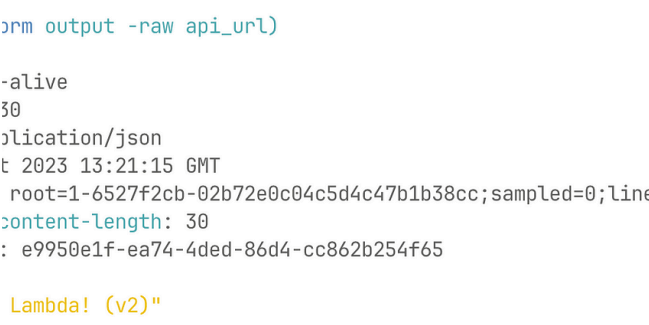 orm output -raw api_url)
-alive
30
plication/json
t 2023 13:21:15 GMT
root=1-6527f2cb-02b72e0c04c5d4c47b1b38cc;sampled=0;line
content-length: 30
: e9950e1f-ea74-4ded-86d4-cc862b254f65
Lambda! (v2)"